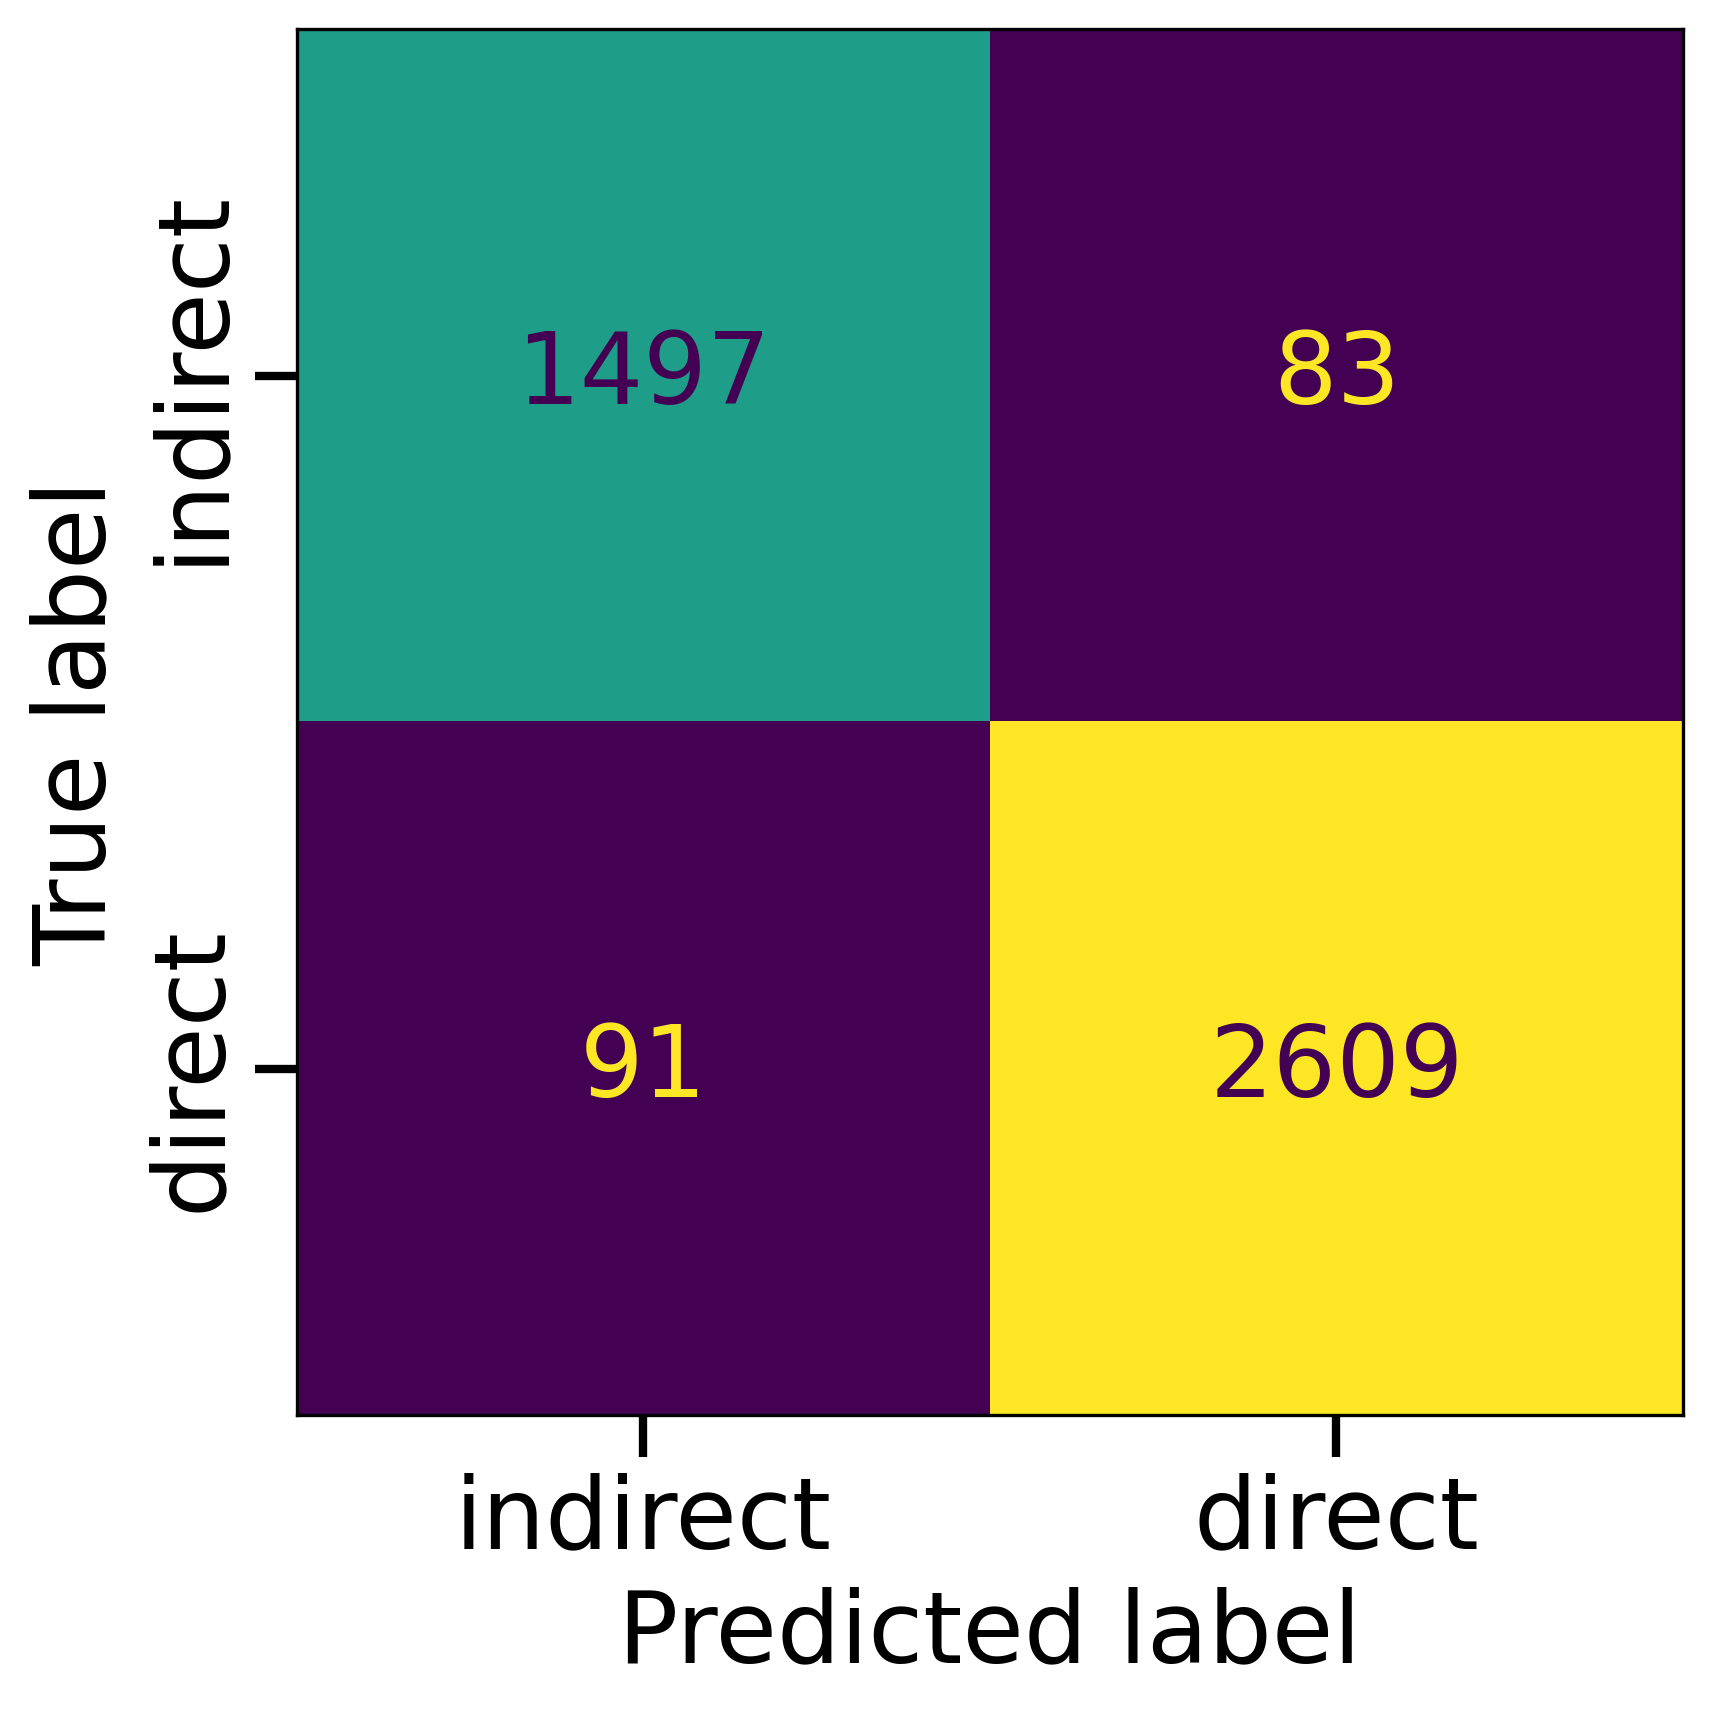 True label
indirect
1497 83
direct
91 2609
indirect direct
Predicted label